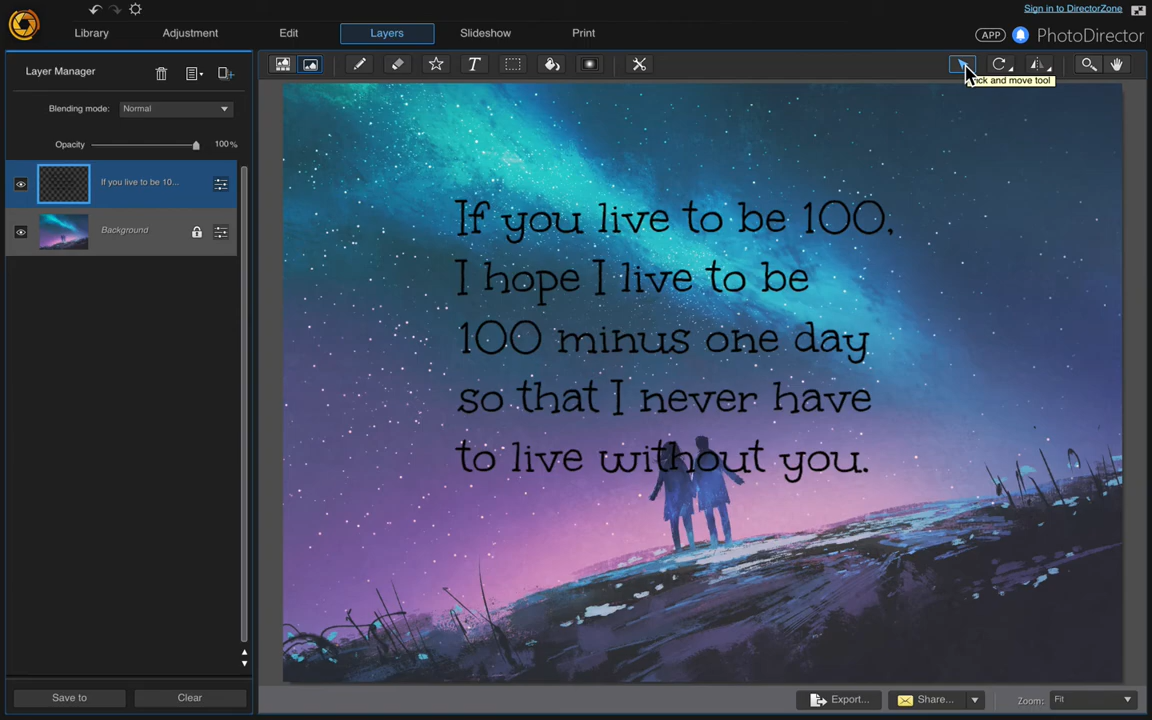 Sign in to DirectorZone
Library Adjustment Edit Layers Slideshow Print
APP PhotoDirector
Layer Manager
ick and move tool
Blending mode: Normal
Opacity 100%
If you live to be 10...
Background
If you live to be 100,
I hope I live to be
100 minus one day
so that I never have
to live without you.
Save to Clear
Export... Share... Zoom: Fit